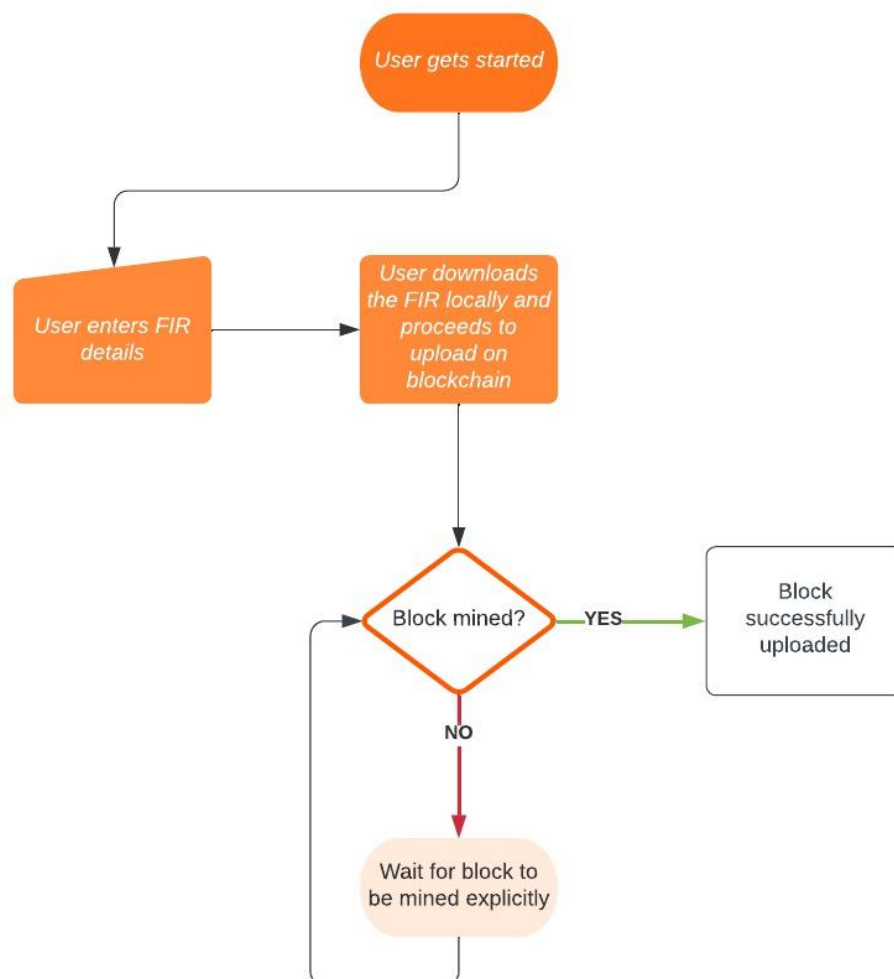 User gets started
User enters FIR
details
User downloads
the FIR locally and
proceeds to
upload on
blockchain
Block mined?
YES
Block
successfully
uploaded
NO
Wait for block to
be mined explicitly